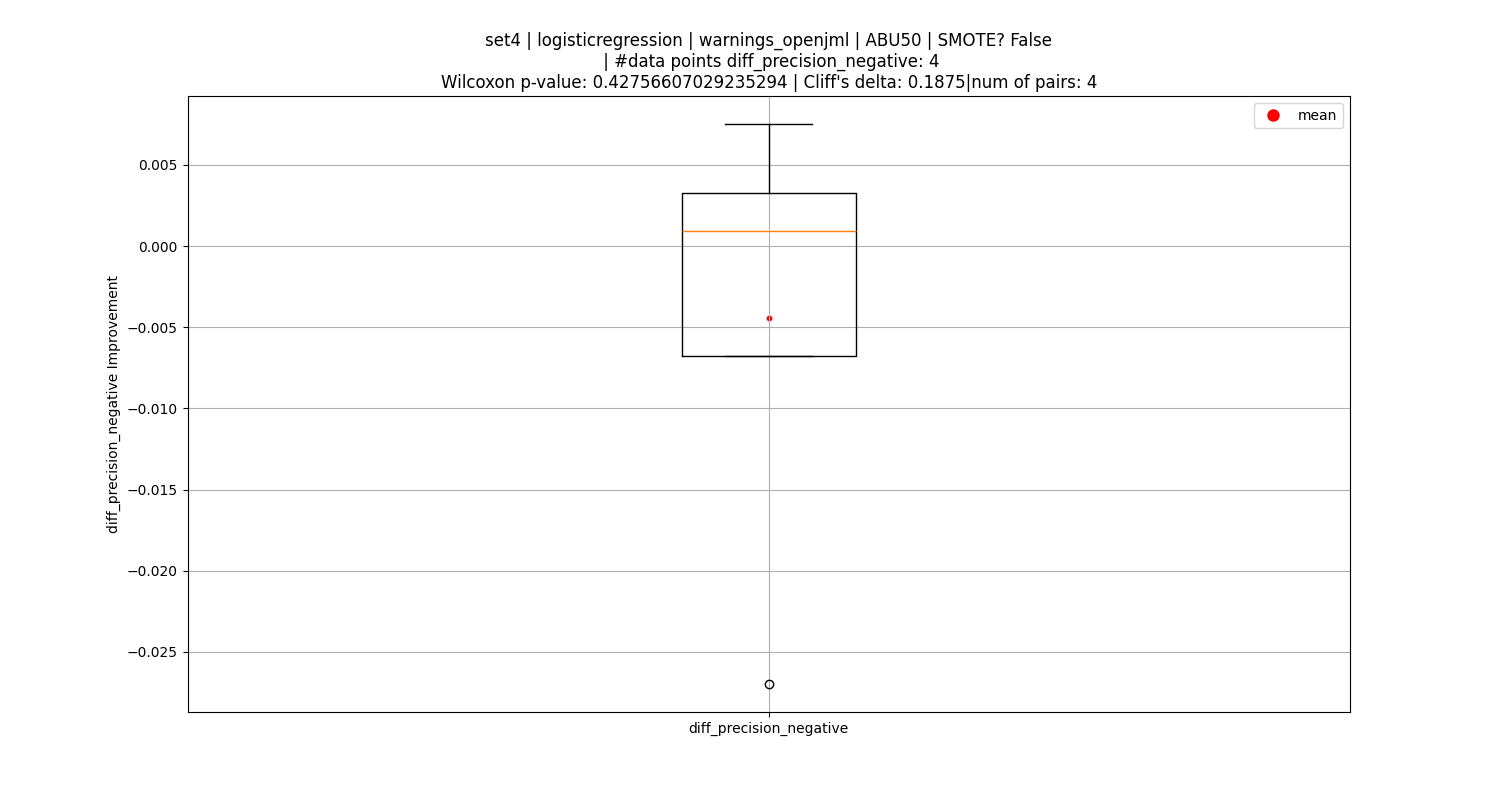 set4 | logisticregression | warnings_openjml | ABU50 | SMOTE? False
| #data points diff_precision_negative: 4
Wilcoxon p-value: 0.42756607029235294 | Cliff's delta: 0.1875|num of pairs: 4
mean
0.005
0.000
−0.005
−0.010
−0.015
−0.020
−0.025
diff_precision_negative Improvement
diff_precision_negative